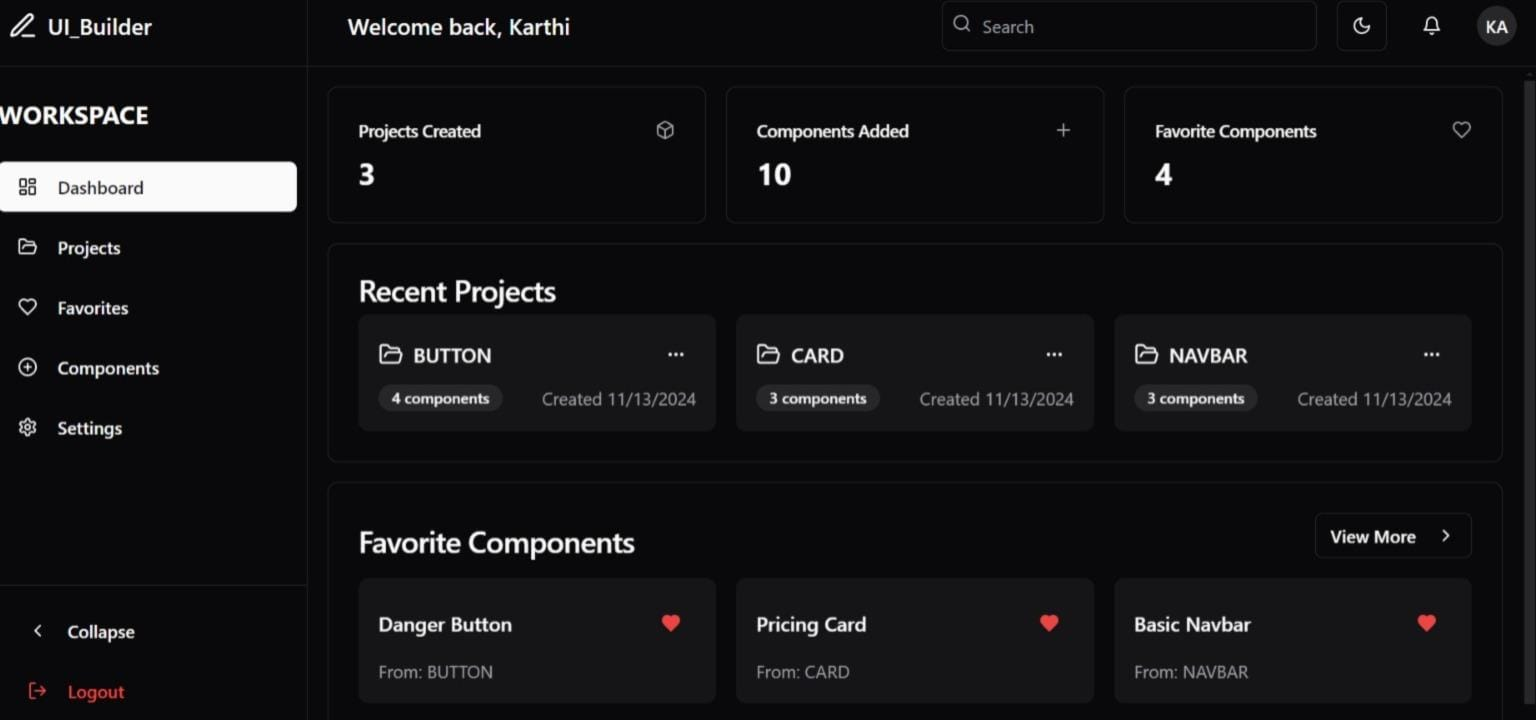 UI_Builder
Welcome back, Karthi
Search
KA
WORKSPACE
Dashboard
Projects
Favorites
Components
Settings
Collapse
Logout
Projects Created
3
Components Added
10
Favorite Components
4
Recent Projects
BUTTON
4 components
Created 11/13/2024
CARD
3 components
Created 11/13/2024
NAVBAR
3 components
Created 11/13/2024
Favorite Components
View More
Danger Button
From: BUTTON
Pricing Card
From: CARD
Basic Navbar
From: NAVBAR